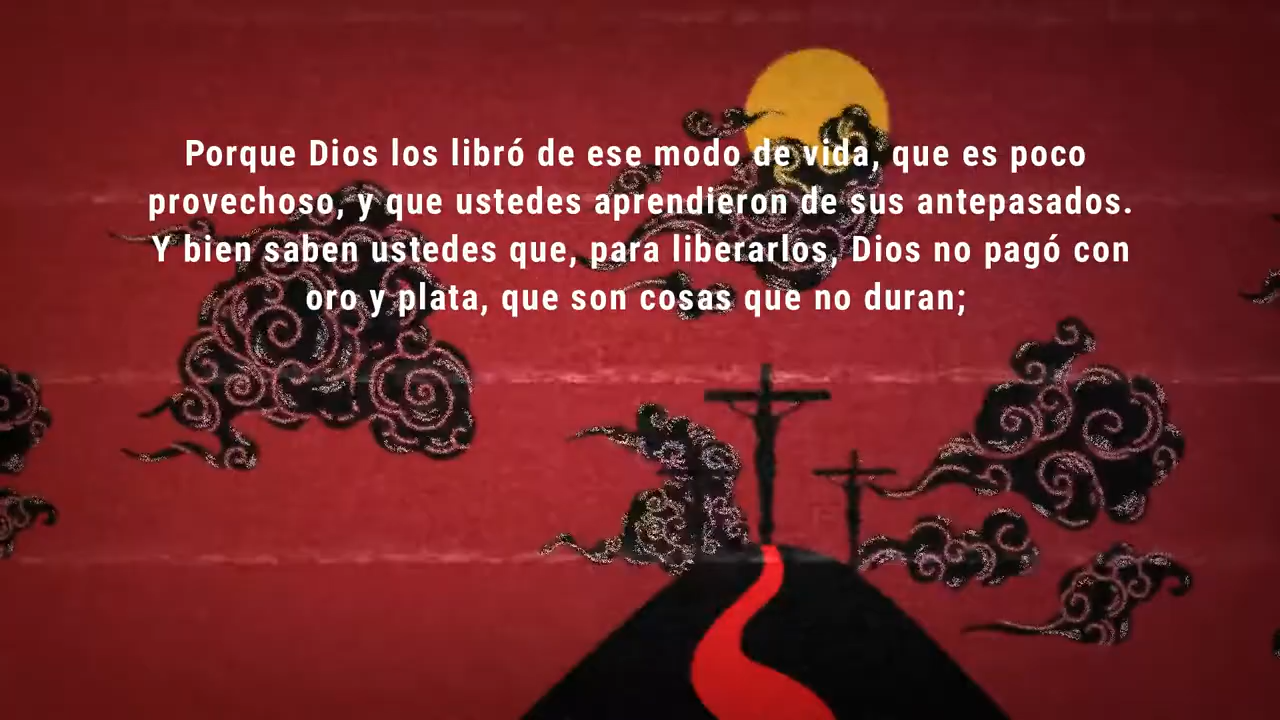 Porque Dios los libró de ese modo de vida, que es poco
provechoso, y que ustedes aprendieron de sus antepasados.
Y bien saben ustedes que, para liberarlos, Dios no pagó con
oro y plata, que son cosas que no duran;